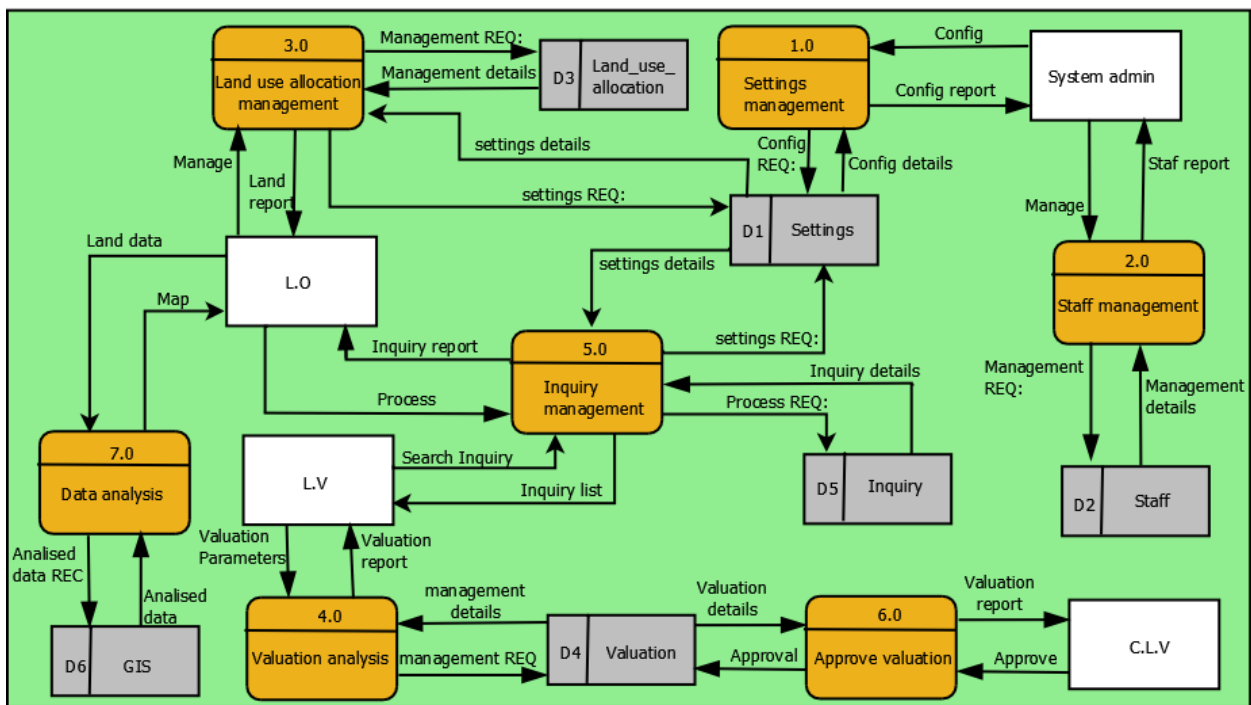 3.0
Land use allocation
management
Management REQ:
Management details
D3
Land_use_
allocation
1.0
Settings
management
Config
Config report
System admin
settings details
Config
REQ:
Config details
Staf report
Manage
Land
report
settings REQ:
D1
Settings
Manage
Land data
L.O
settings details
2.0
Staff management
Map
Inquiry report
5.0
Inquiry
management
settings REQ:
Inquiry details
Process
Process REQ:
Management
REQ:
Management
details
7.0
Data analysis
L.V
Search Inquiry
Inquiry list
D5
Inquiry
D2
Staff
Analised
data REC
Analised
data
Valuation
Parameters
Valuation
report
management
details
Valuation
details
Valuation
report
D6
GIS
4.0
Valuation analysis
management REQ
D4
Valuation
Approval
6.0
Approve valuation
Approve
C.L.V